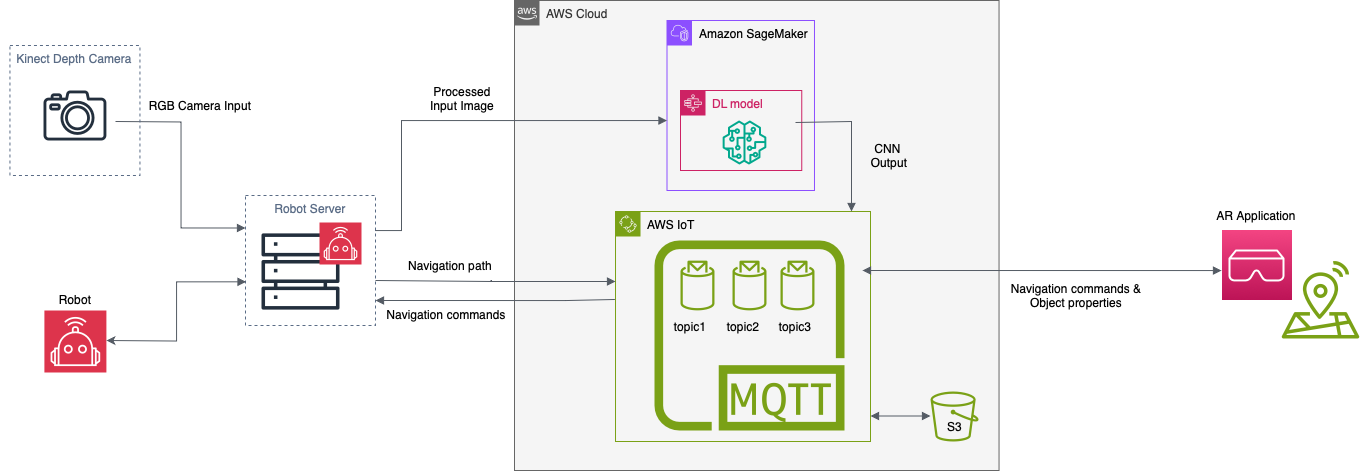 aws
AWS Cloud
Amazon SageMaker
Kinect Depth Camera
RGB Camera Input
Processed
Input Image
DL model
CNN
Output
Robot Server
AWS IoT
AR Application
Navigation path
Navigation commands
Navigation commands &
Object properties
Robot
topic1
topic2
topic3
MQTT
S3